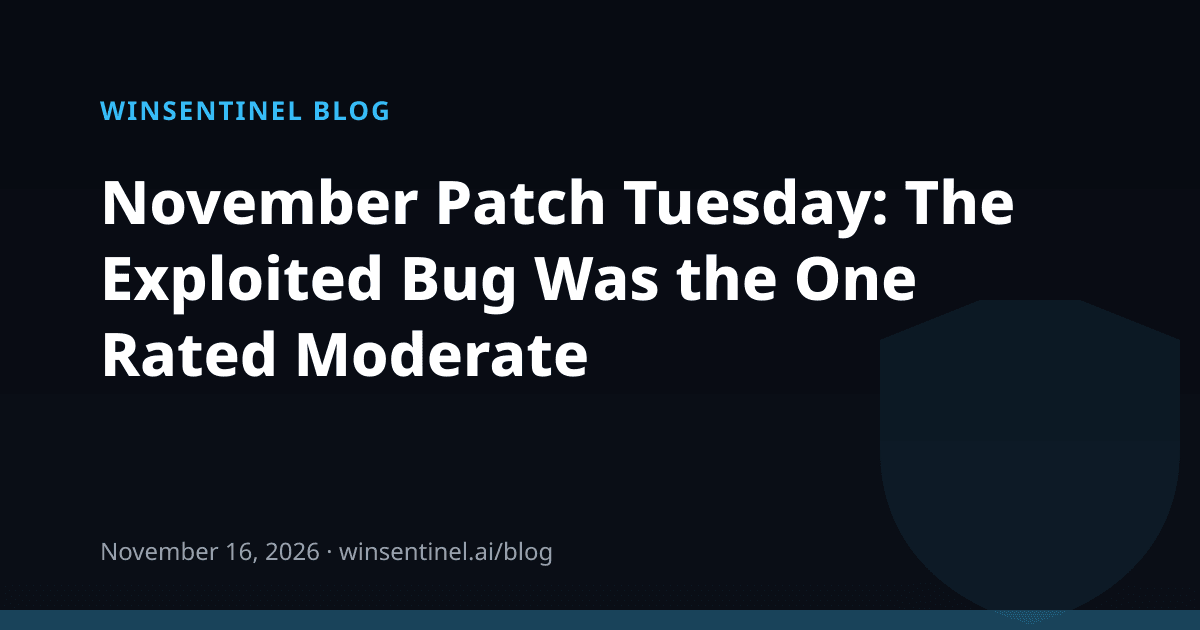 WINSENTINEL BLOG
November Patch Tuesday: The
Exploited Bug Was the One
Rated Moderate
November 16, 2026 · winsentinel.ai/blog